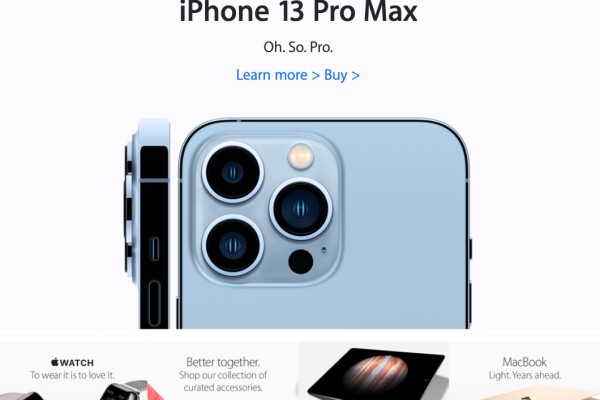 iPhone 13 Pro Max
Oh. So. Pro.
Learn more > Buy >
WATCH
To wear it is to love it.
Better together.
Shop our collection of
curated accessories.
MacBook
Light. Years ahead.